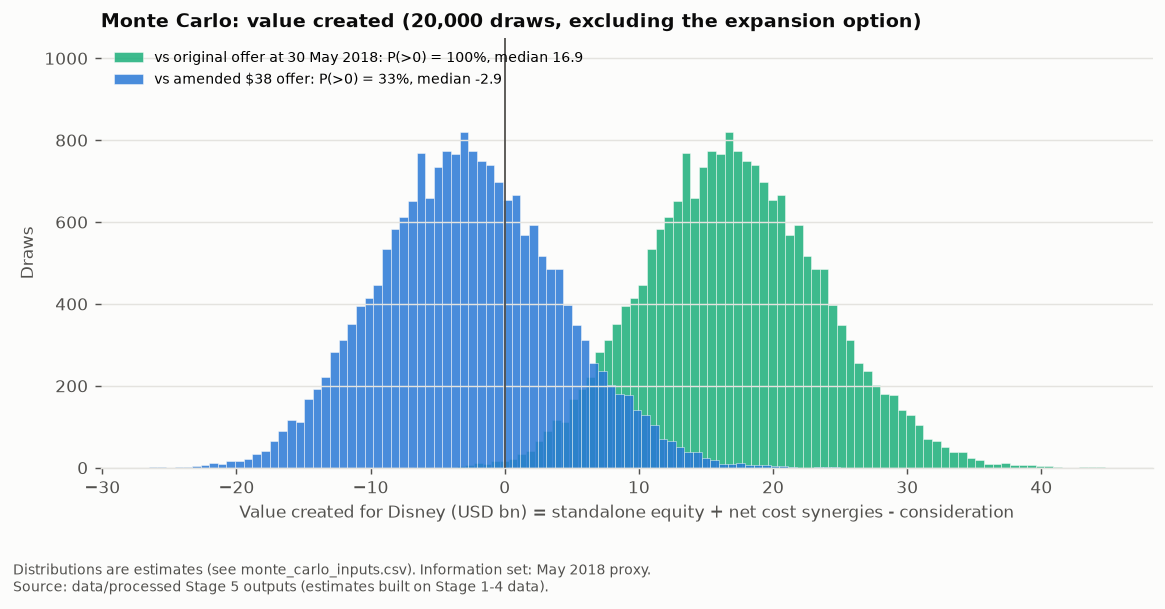 Monte Carlo: value created (20,000 draws, excluding the expansion option)
vs original offer at 30 May 2018: P(>0) = 100%, median 16.9
vs amended $38 offer: P(>0) = 33%, median -2.9
Draws
1000
800
600
400
200
0
−30 −20 −10 0 10 20 30 40
Value created for Disney (USD bn) = standalone equity + net cost synergies - consideration
Distributions are estimates (see monte_carlo_inputs.csv). Information set: May 2018 proxy.
Source: data/processed Stage 5 outputs (estimates built on Stage 1-4 data).